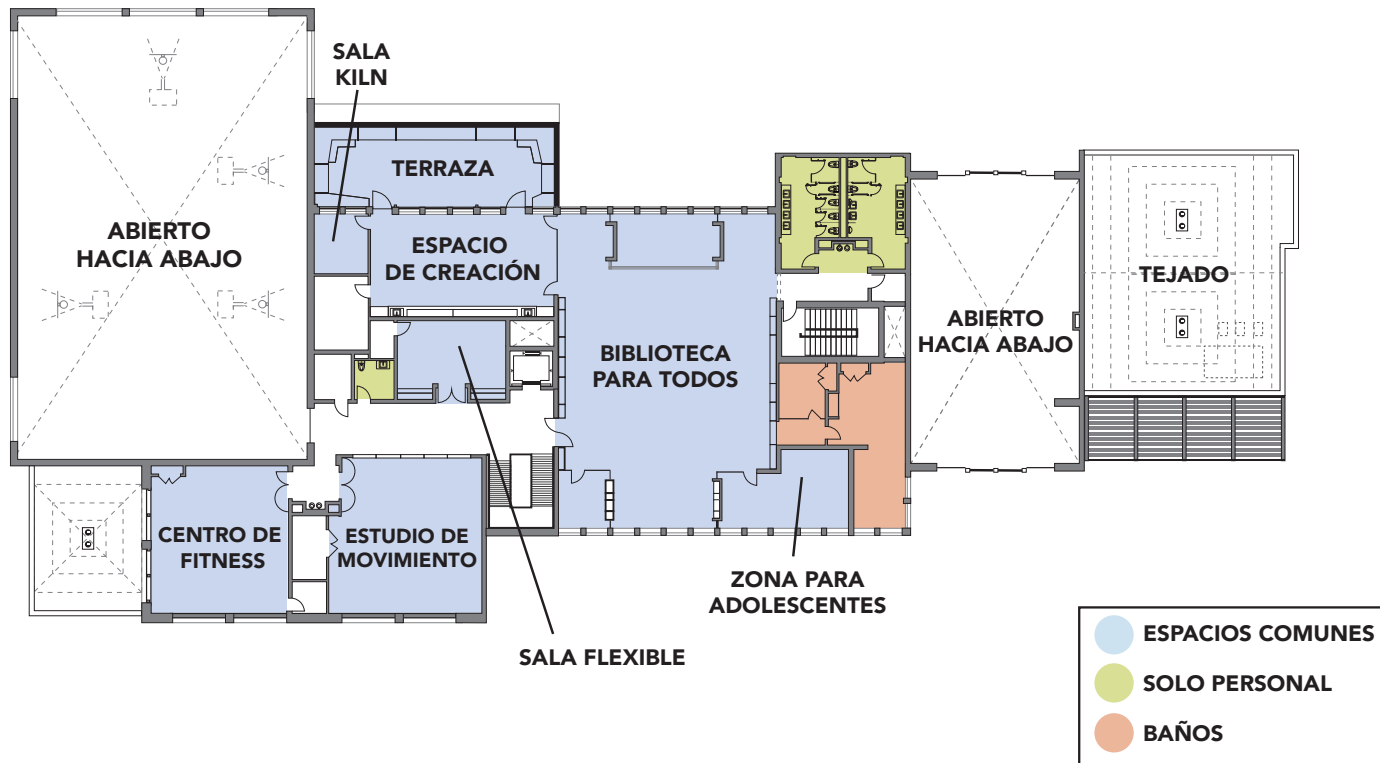 SALA
KILN
TERRAZA
ABIERTO
HACIA ABAJO
ESPACIO
DE CREACIÓN
TEJADO
ABIERTO
HACIA ABAJO
BIBLIOTECA
PARA TODOS
CENTRO DE
FITNESS
ESTUDIO DE
MOVIMIENTO
ZONA PARA
ADOLESCENTES
SALA FLEXIBLE
ESPACIOS COMUNES
SOLO PERSONAL
BAÑOS